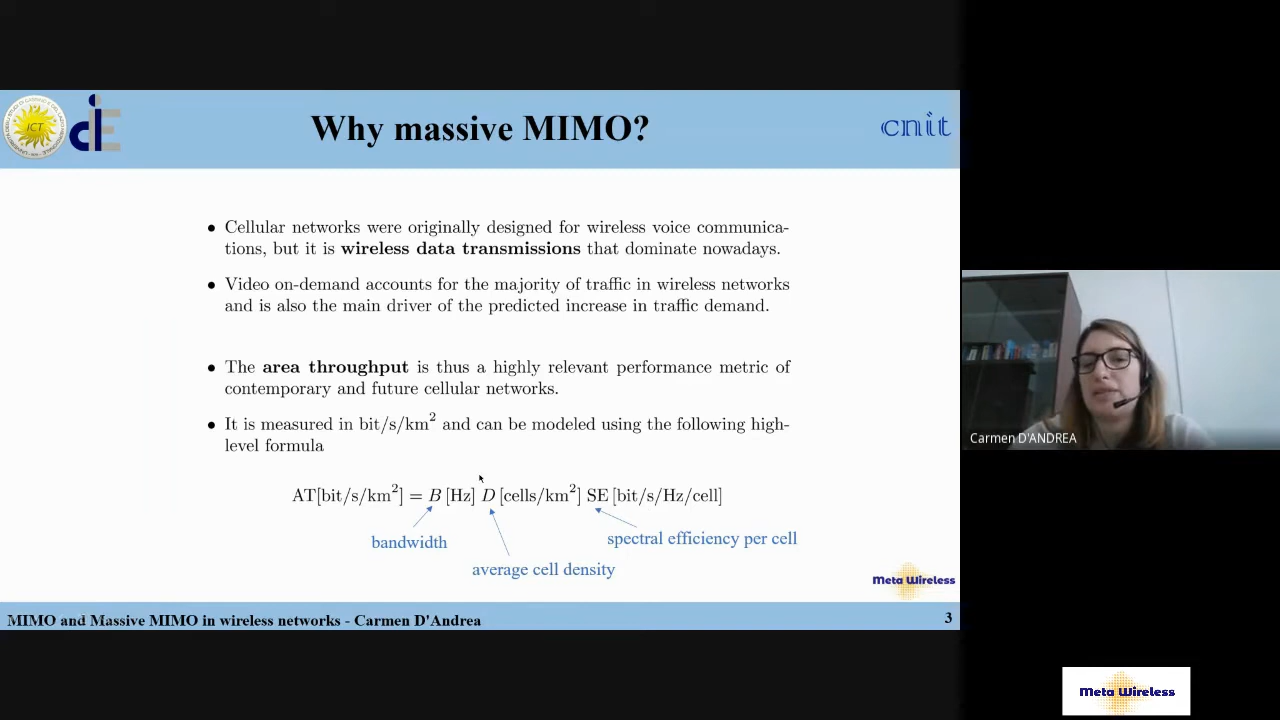 Why massive MIMO?
ICT
diE
cnit
• Cellular networks were originally designed for wireless voice communica-
tions, but it is wireless data transmissions that dominate nowadays.
• Video on-demand accounts for the majority of traffic in wireless networks
and is also the main driver of the predicted increase in traffic demand.
• The area throughput is thus a highly relevant performance metric of
contemporary and future cellular networks.
• It is measured in bit/s/km² and can be modeled using the following high-
level formula
AT[bit/s/km²] = B [Hz] D [cells/km²] SE [bit/s/Hz/cell]
bandwidth
spectral efficiency per cell
average cell density
Meta Wireless
MIMO and Massive MIMO in wireless networks - Carmen D'Andrea
3
Carmen D'ANDREA
Meta Wireless